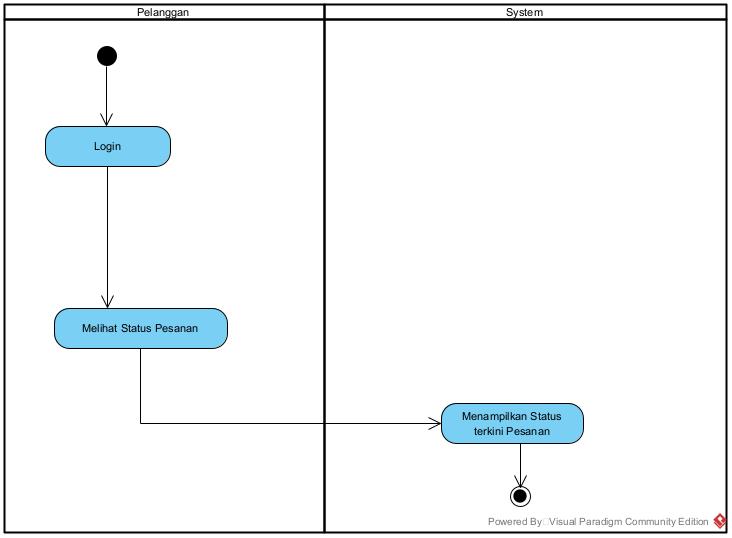 Pelanggan
System
Login
Melihat Status Pesanan
Menampilkan Status
terkini Pesanan
Powered By Visual Paradigm Community Edition